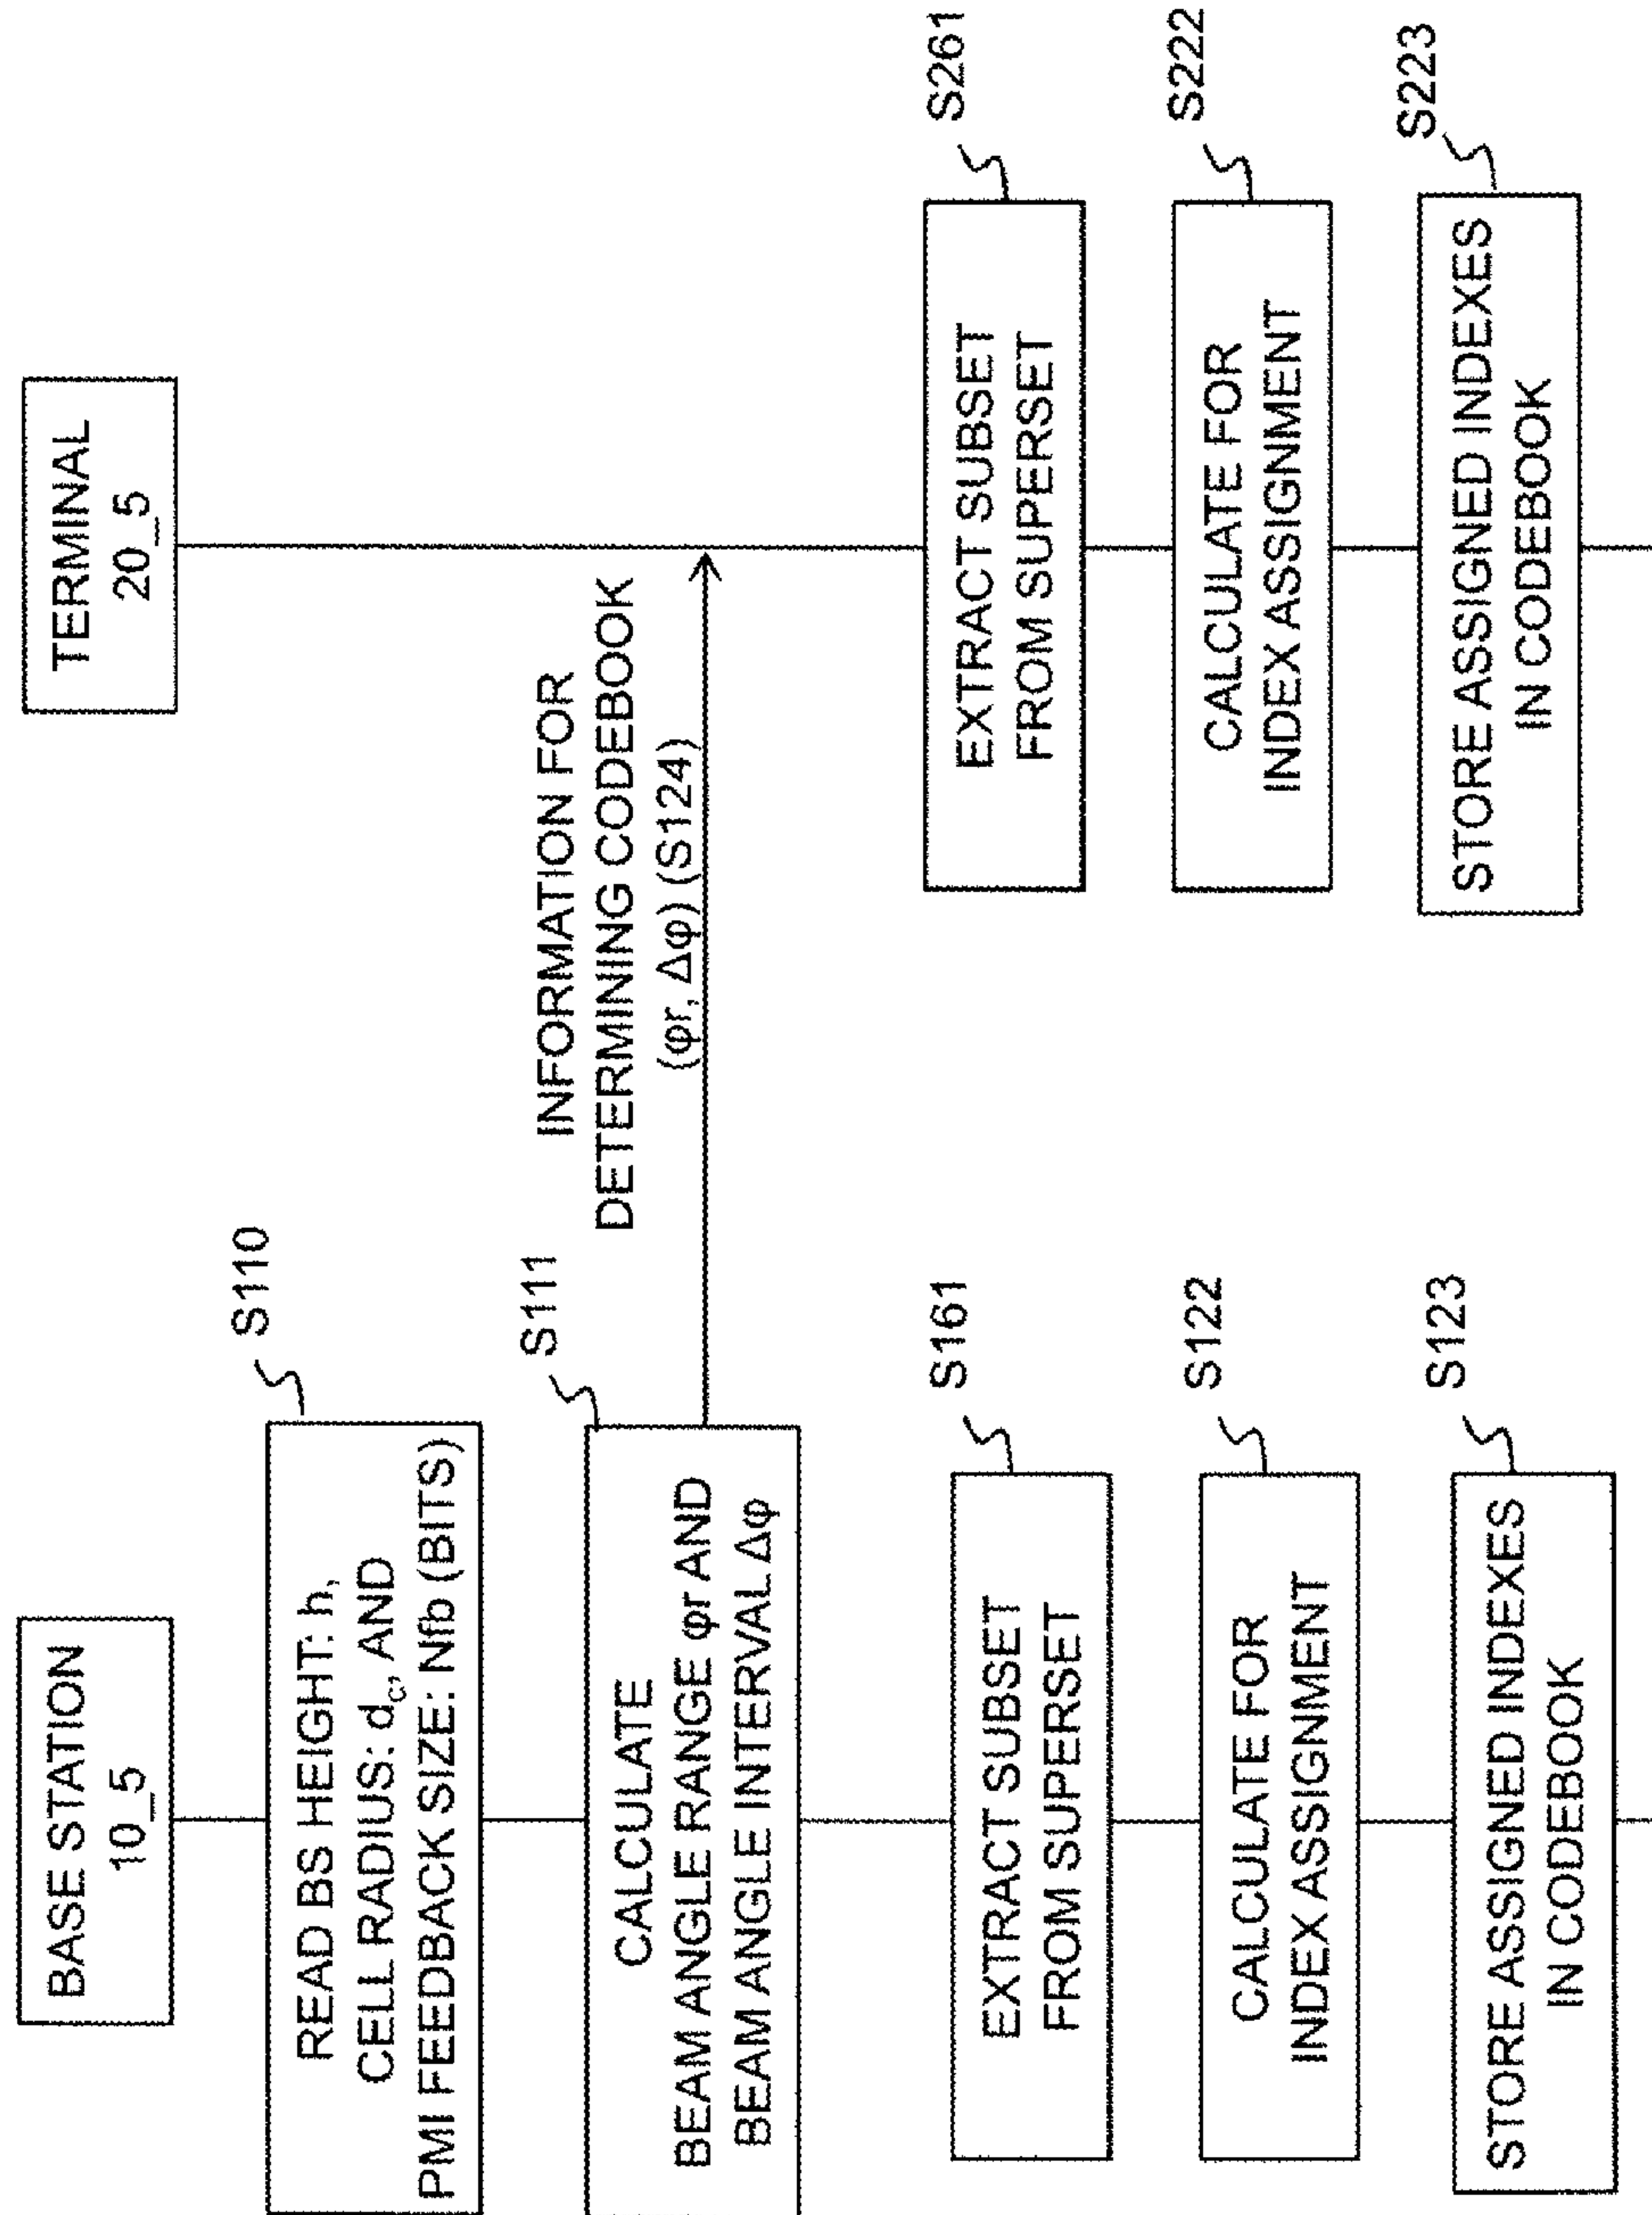 BASE STATION
10_5
TERMINAL
20_5
S110
READ BS HEIGHT: h,
CELL RADIUS: dc, AND
PMI FEEDBACK SIZE: Nfb (BITS)
S111
CALCULATE
BEAM ANGLE RANGE φr AND
BEAM ANGLE INTERVAL Δφ
INFORMATION FOR
DETERMINING CODEBOOK
(φr, Δφ) (S124)
S161
EXTRACT SUBSET
FROM SUPERSET
S261
EXTRACT SUBSET
FROM SUPERSET
S122
CALCULATE FOR
INDEX ASSIGNMENT
S222
CALCULATE FOR
INDEX ASSIGNMENT
S123
STORE ASSIGNED INDEXES
IN CODEBOOK
S223
STORE ASSIGNED INDEXES
IN CODEBOOK